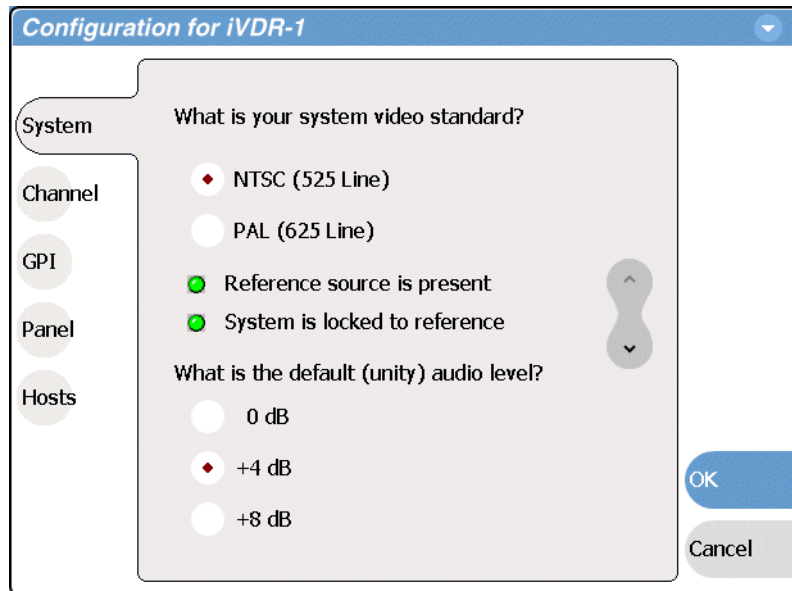 Configuration for iVDR-1
System
Channel
GPI
Panel
Hosts
What is your system video standard?
NTSC (525 Line)
PAL (625 Line)
Reference source is present
System is locked to reference
What is the default (unity) audio level?
0 dB
+4 dB
+8 dB
OK
Cancel